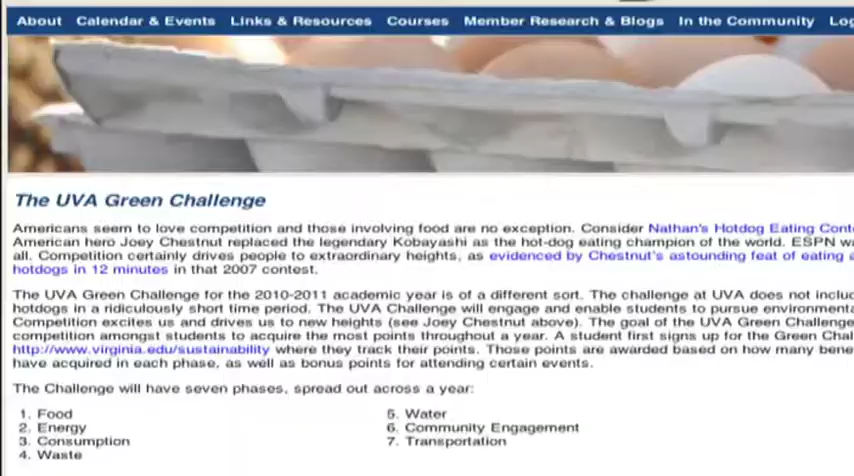 About Calendar & Events Links & Resources Courses Member Research & Blogs In the Community
The UVA Green Challenge
Americans seem to love competition and those involving food are no exception. Consider Nathan's Hotdog Eating
American hero Joey Chestnut replaced the legendary Kobayashi as the hot-dog eating champion of the world. ESPN
all. Competition certainly drives people to extraordinary heights, as evidenced by Chestnut's astounding feat of eating
hotdogs in 12 minutes in that 2007 contest.
The UVA Green Challenge for the 2010-2011 academic year is of a different sort. The challenge at UVA does not
hotdogs in a ridiculously short time period. The UVA Challenge will engage and enable students to pursue
Competition excites us and drives us to new heights (see Joey Chestnut above). The goal of the UVA Green Challenge
competition amongst students to acquire the most points throughout a year. A student first signs up for the Green
http://www.virginia.edu/sustainability where they track their points. Those points are awarded based on how many
have acquired in each phase, as well as bonus points for attending certain events.
The Challenge will have seven phases, spread out across a year:
1. Food
2. Energy
3. Consumption
4. Waste
5. Water
6. Community Engagement
7. Transportation